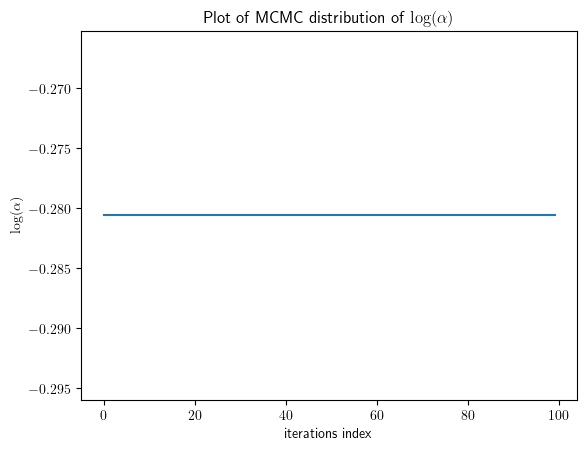 Plot of MCMC distribution of log(α)
−0.270
−0.275
−0.280
−0.285
−0.290
−0.295
log(α)
0 20 40 60 80 100
iterations index